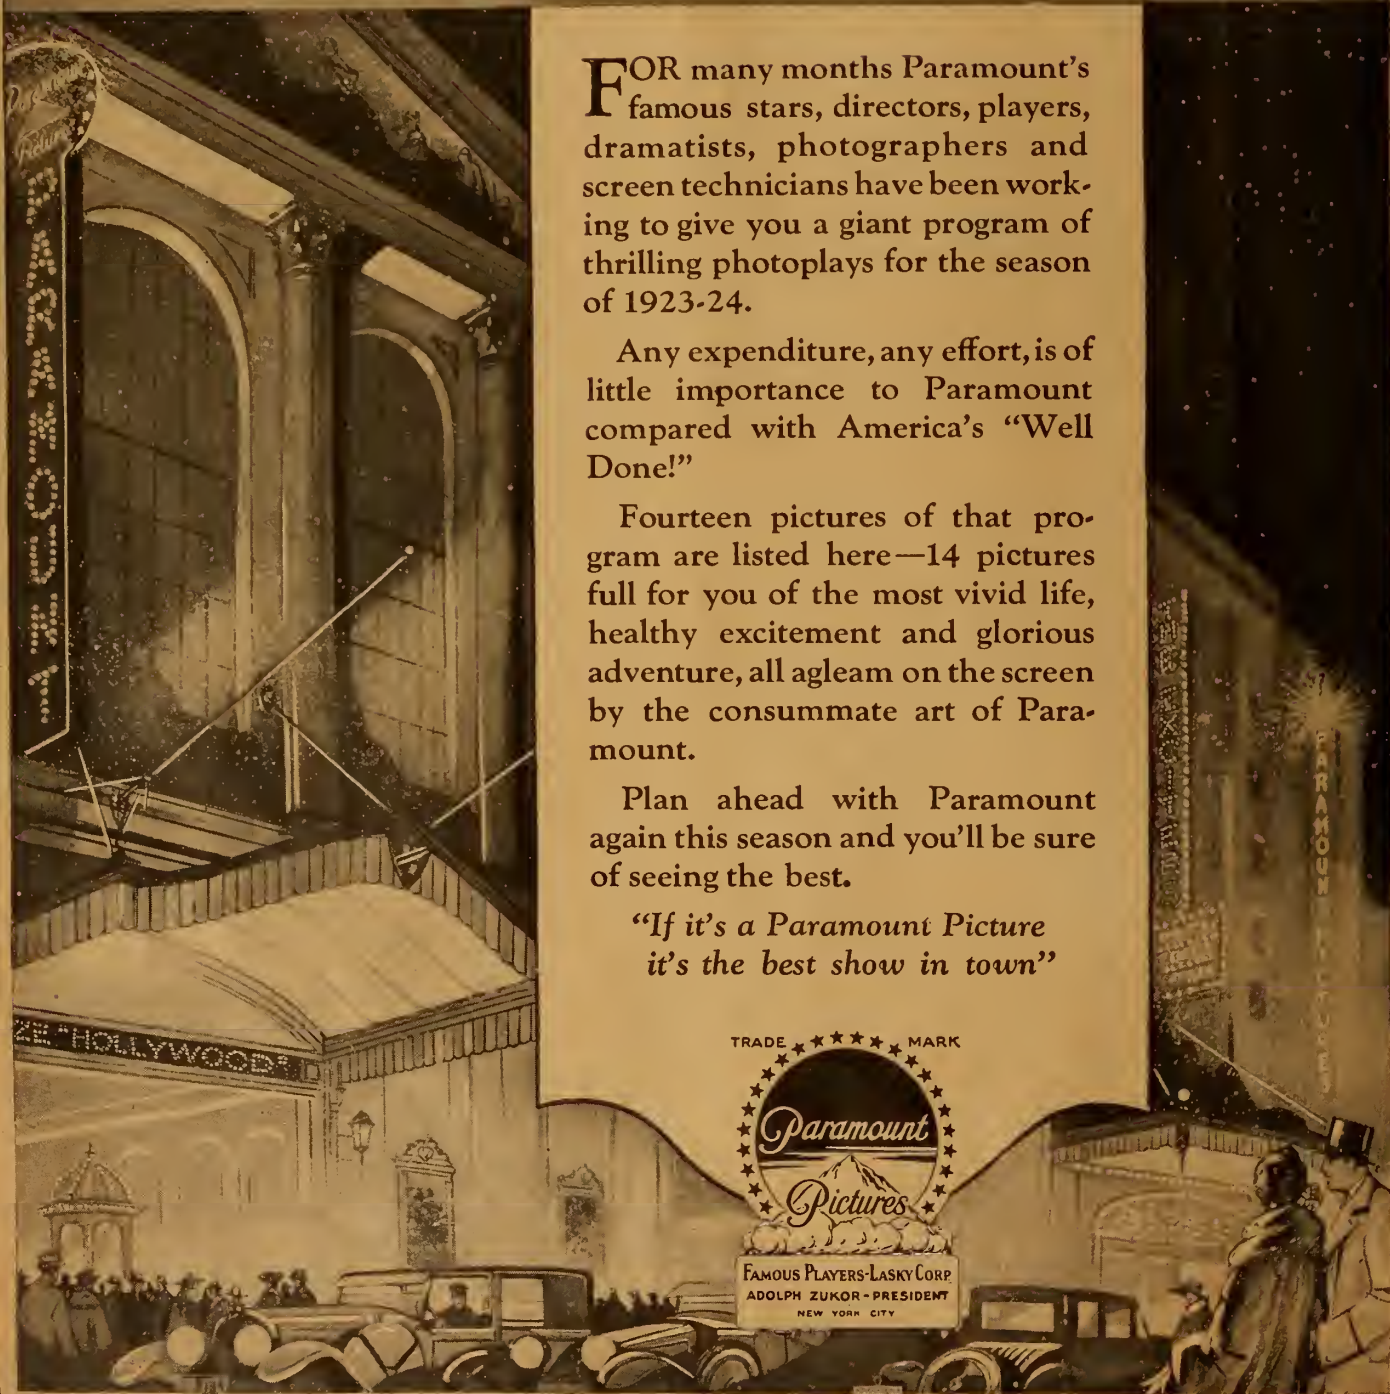 PARAMOUNT
FOR many months Paramount's
famous stars, directors, players,
dramatists, photographers and
screen technicians have been work-
ing to give you a giant program of
thrilling photoplays for the season
of 1923-24.
Any expenditure, any effort, is of
little importance to Paramount
compared with America's “Well
Done!”
Fourteen pictures of that pro-
gram are listed here—14 pictures
full for you of the most vivid life,
healthy excitement and glorious
adventure, all agleam on the screen
by the consummate art of Para-
mount.
Plan ahead with Paramount
again this season and you'll be sure
of seeing the best.
“If it's a Paramount Picture
it's the best show in town”
ZE. "HOLLYWOOD"
PARAMOUNT PICTURES
TRADE MARK
Paramount
Pictures
FAMOUS PLAYERS-LASKY CORP.
ADOLPH ZUKOR - PRESIDENT
NEW YORK CITY